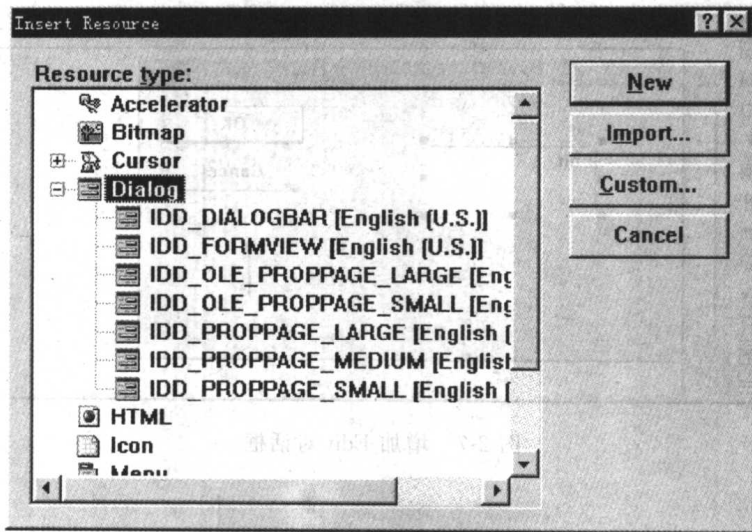 Insert Resource
Resource type:
Accelerator
Bitmap
Cursor
Dialog
IDD_DIALOGBAR [English (U.S.)]
IDD_FORMVIEW [English (U.S.)]
IDD_OLE_PROPPAGE_LARGE [Eng
IDD_OLE_PROPPAGE_SMALL [Eng
IDD_PROPPAGE_LARGE [English (
IDD_PROPPAGE_MEDIUM [English
IDD_PROPPAGE_SMALL [English (
HTML
Icon
Menu
New
Import...
Custom...
Cancel